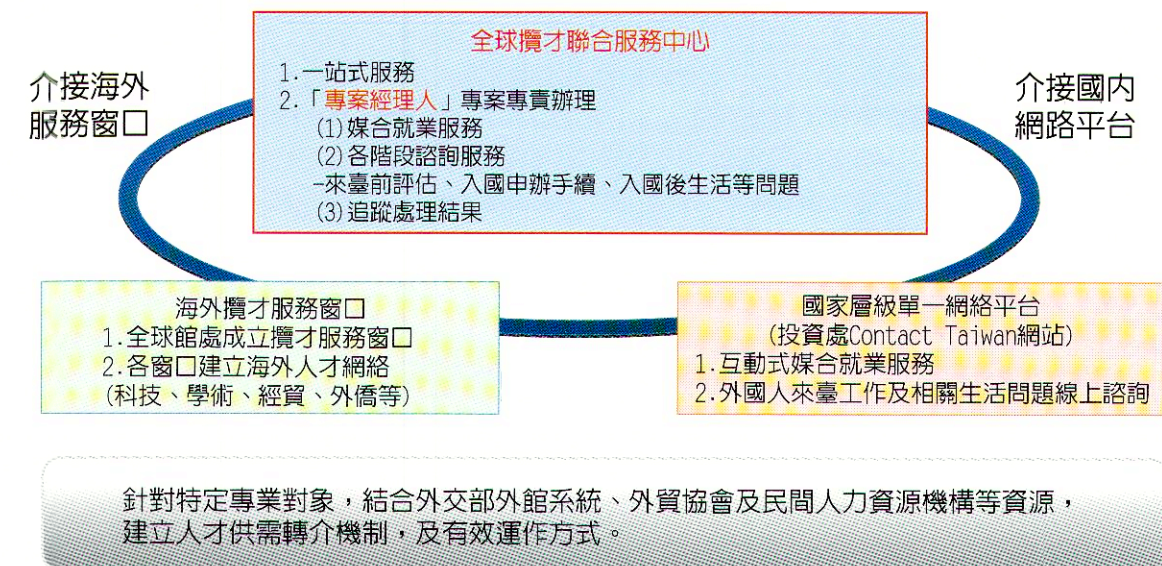 全球攬才聯合服務中心
1.一站式服務
2.「專案經理人」專案專責辦理
(1)媒合就業服務
(2)各階段諮詢服務
-來臺前評估、入國申辦手續、入國後生活等問題
(3)追蹤處理結果
介接海外
服務窗口
介接國內
網路平台
海外攬才服務窗口
1.全球館處成立攬才服務窗口
2.各窗口建立海外人才網絡
(科技、學術、經貿、外僑等)
國家層級單一網絡平台
(投資處Contact Taiwan網站)
1.互動式媒合就業服務
2.外國人來臺工作及相關生活問題線上諮詢
針對特定專業對象，結合外交部外館系統、外貿協會及民間人力資源機構等資源，
建立人才供需轉介機制，及有效運作方式。